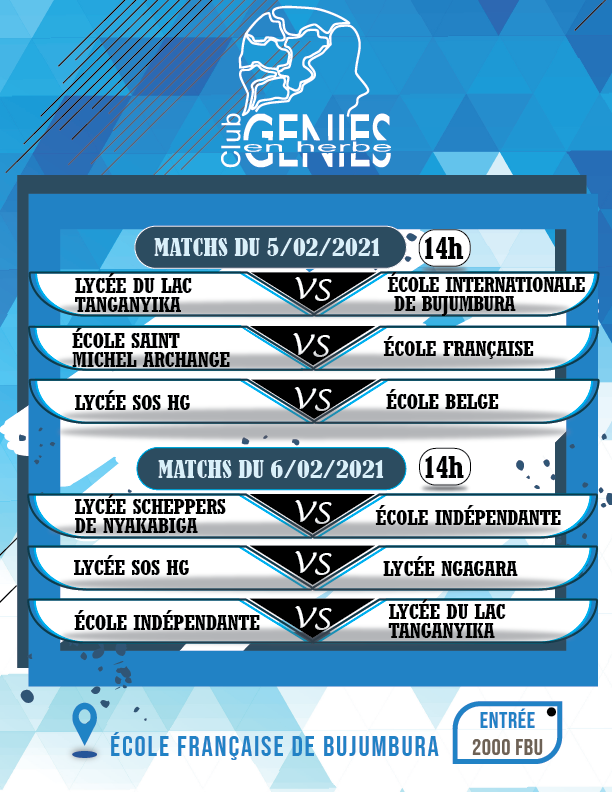 Club
GENIES
en herbe
MATCHS DU 5/02/2021
14h
LYCÉE DU LAC
TANGANYIKA
VS
ÉCOLE INTERNATIONALE
DE BUJUMBURA
ÉCOLE SAINT
MICHEL ARCHANGE
VS
ÉCOLE FRANÇAISE
LYCÉE SOS HG
VS
ÉCOLE BELGE
MATCHS DU 6/02/2021
14h
LYCÉE SCHEPPERS
DE NYAKABIGA
VS
ÉCOLE INDÉPENDANTE
LYCÉE SOS HG
VS
LYCÉE NGAGARA
ÉCOLE INDÉPENDANTE
VS
LYCÉE DU LAC
TANGANYIKA
ÉCOLE FRANÇAISE DE BUJUMBURA
ENTRÉE
2000 FBU